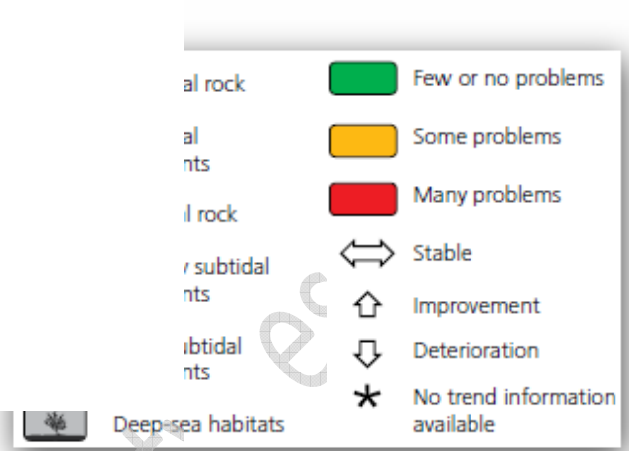 al rock
al
nts
l rock
y subtidal
nts
ubtidal
nts
Deep-sea habitats
Few or no problems
Some problems
Many problems
Stable
Improvement
Deterioration
No trend information
available